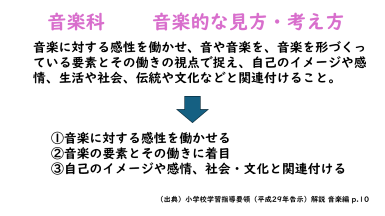 音楽科　　音楽的な見方・考え方
音楽に対する感性を働かせ、音や音楽を、音楽を形づくっ
ている要素とその働きの視点で捉え、自己のイメージや感
情、生活や社会、伝統や文化などと関連付けること。
①音楽に対する感性を働かせる
②音楽の要素とその働きに着目
③自己のイメージや感情、社会・文化と関連付ける
（出典）小学校学習指導要領（平成29年告示）解説 音楽編 p.10